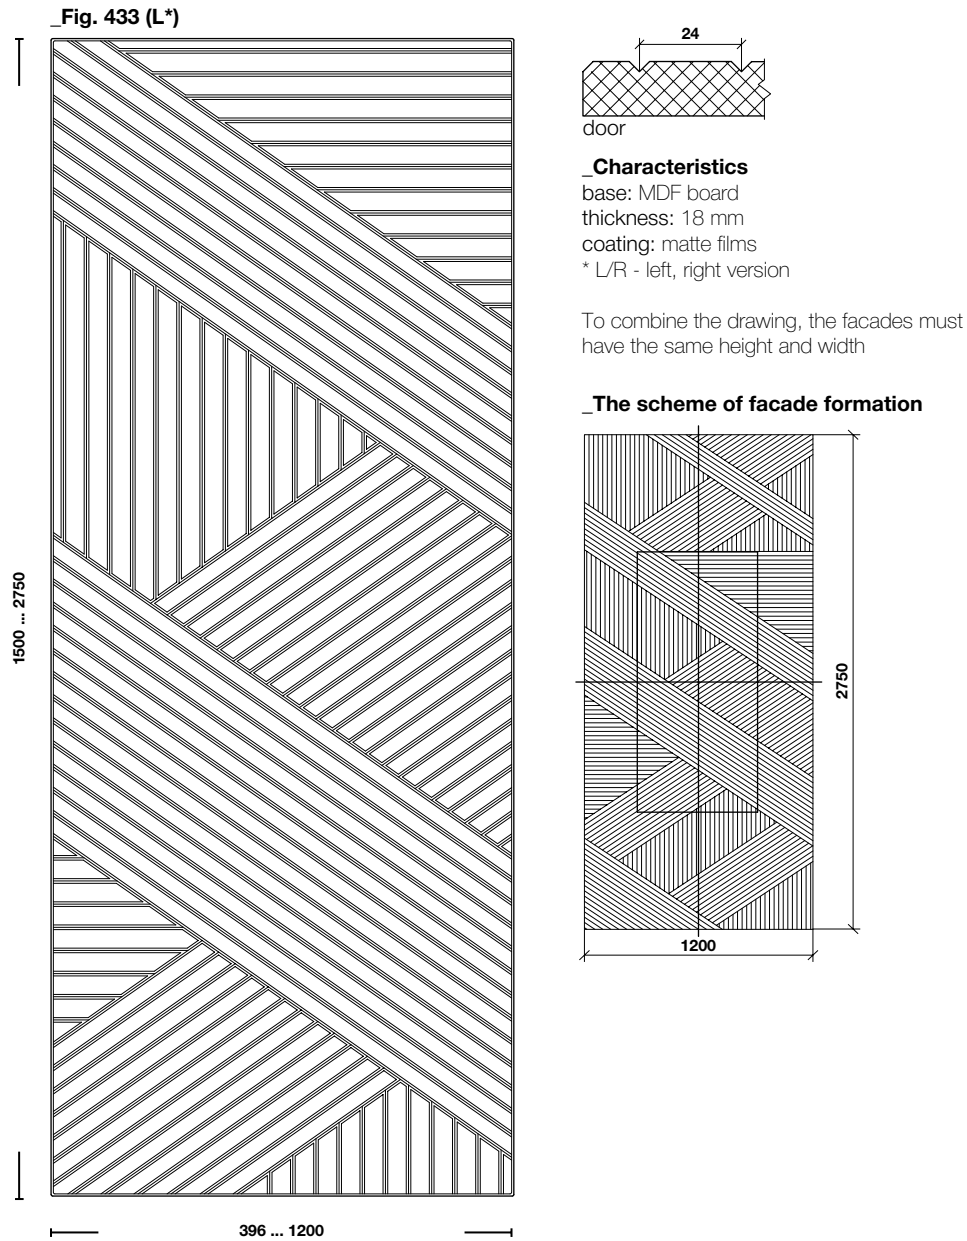 _Fig. 433 (L*)
24
door
_Characteristics
base: MDF board
thickness: 18 mm
coating: matte films
* L/R - left, right version
To combine the drawing, the facades must
have the same height and width
_The scheme of facade formation
1500 ... 2750
2750
1200
396 ... 1200